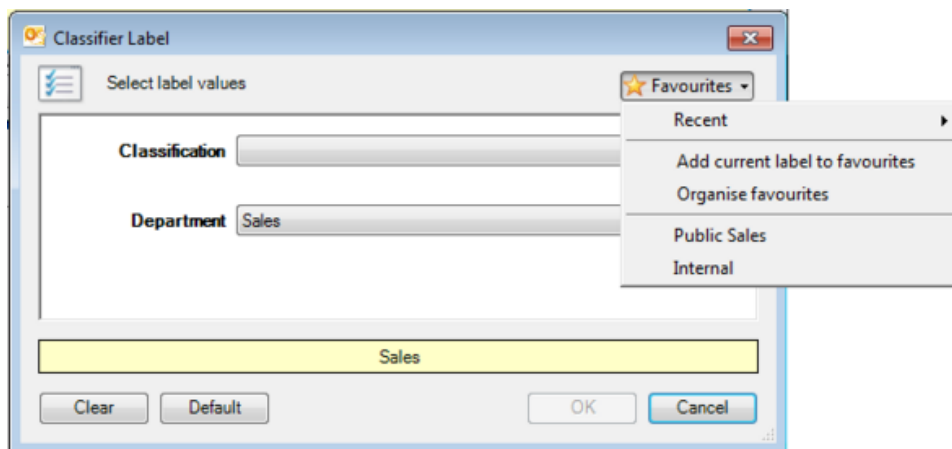 Classifier Label
Select label values
Favourites
Recent
Add current label to favourites
Organise favourites
Public Sales
Internal
Classification
Department Sales
Sales
Clear Default OK Cancel